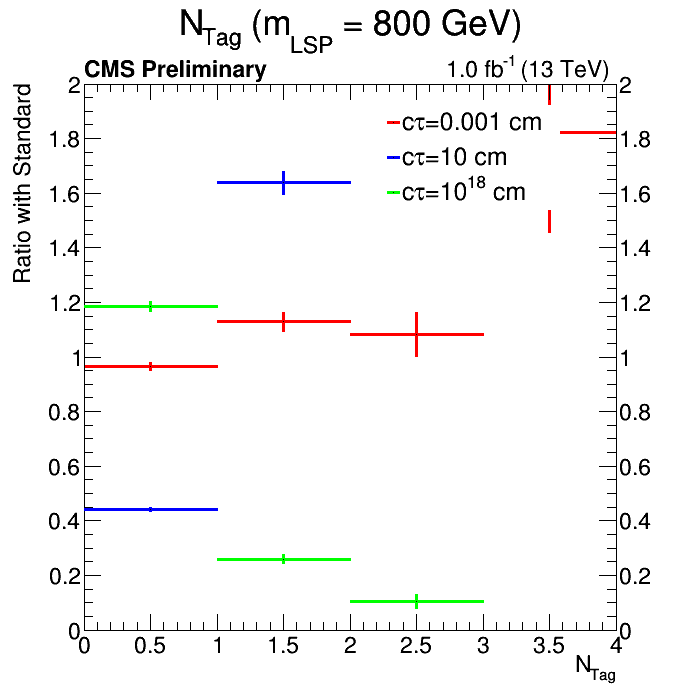 N_Tag (m_LSP = 800 GeV)
CMS Preliminary 1.0 fb⁻¹ (13 TeV)
Ratio with Standard
cτ=0.001 cm
cτ=10 cm
cτ=10¹⁸ cm
2 2
1.8 1.8
1.6 1.6
1.4 1.4
1.2 1.2
1 1
0.8 0.8
0.6 0.6
0.4 0.4
0.2 0.2
0 0
0 0.5 1 1.5 2 2.5 3 3.5 4
N_Tag